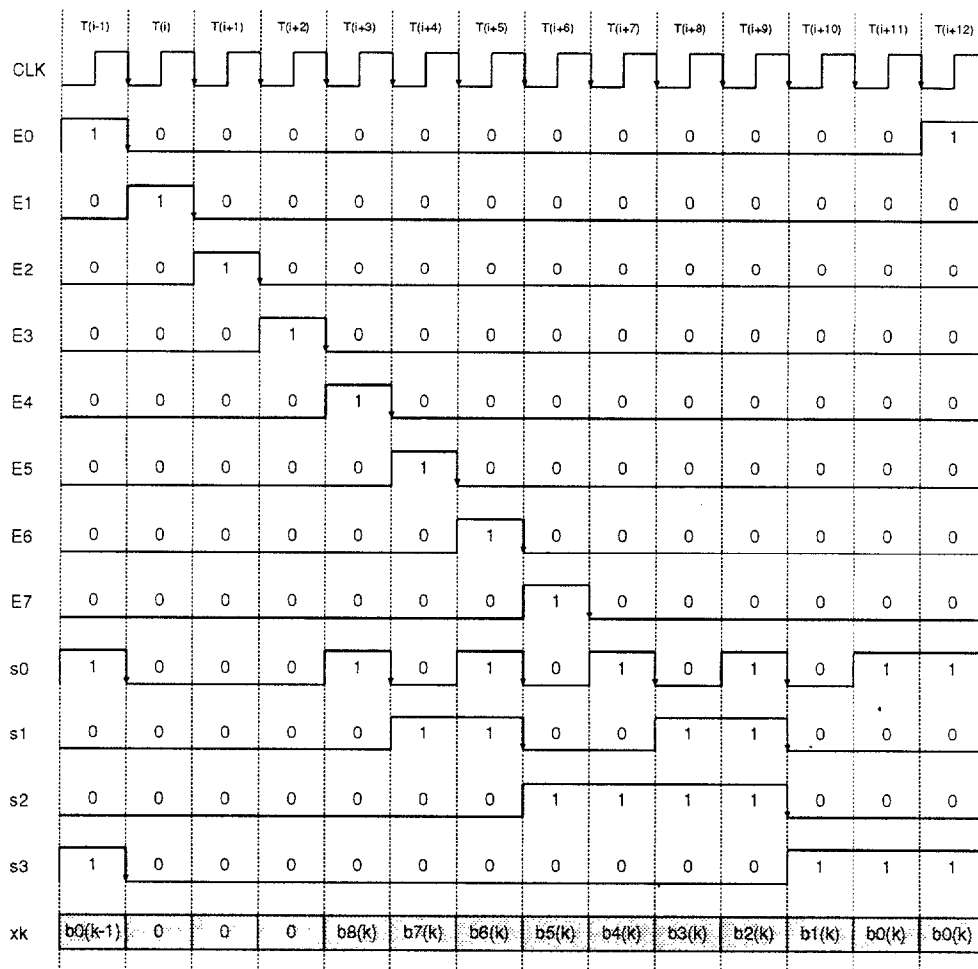 T(i-1) T(i) T(i+1) T(i+2) T(i+3) T(i+4) T(i+5) T(i+6) T(i+7) T(i+8) T(i+9) T(i+10) T(i+11) T(i+12)
CLK
E0 1 0 0 0 0 0 0 0 0 0 0 0 0 1
E1 0 1 0 0 0 0 0 0 0 0 0 0 0 0
E2 0 0 1 0 0 0 0 0 0 0 0 0 0 0
E3 0 0 0 1 0 0 0 0 0 0 0 0 0 0
E4 0 0 0 0 1 0 0 0 0 0 0 0 0 0
E5 0 0 0 0 0 1 0 0 0 0 0 0 0 0
E6 0 0 0 0 0 0 1 0 0 0 0 0 0 0
E7 0 0 0 0 0 0 0 1 0 0 0 0 0 0
s0 1 0 0 0 1 0 1 0 1 0 1 0 1 1
s1 0 0 0 0 0 1 1 0 0 1 1 0 0 0
s2 0 0 0 0 0 0 0 1 1 1 1 0 0 0
s3 1 0 0 0 0 0 0 0 0 0 0 1 1 1
xk b0(k-1) 0 0 0 b8(k) b7(k) b6(k) b5(k) b4(k) b3(k) b2(k) b1(k) b0(k) b0(k)